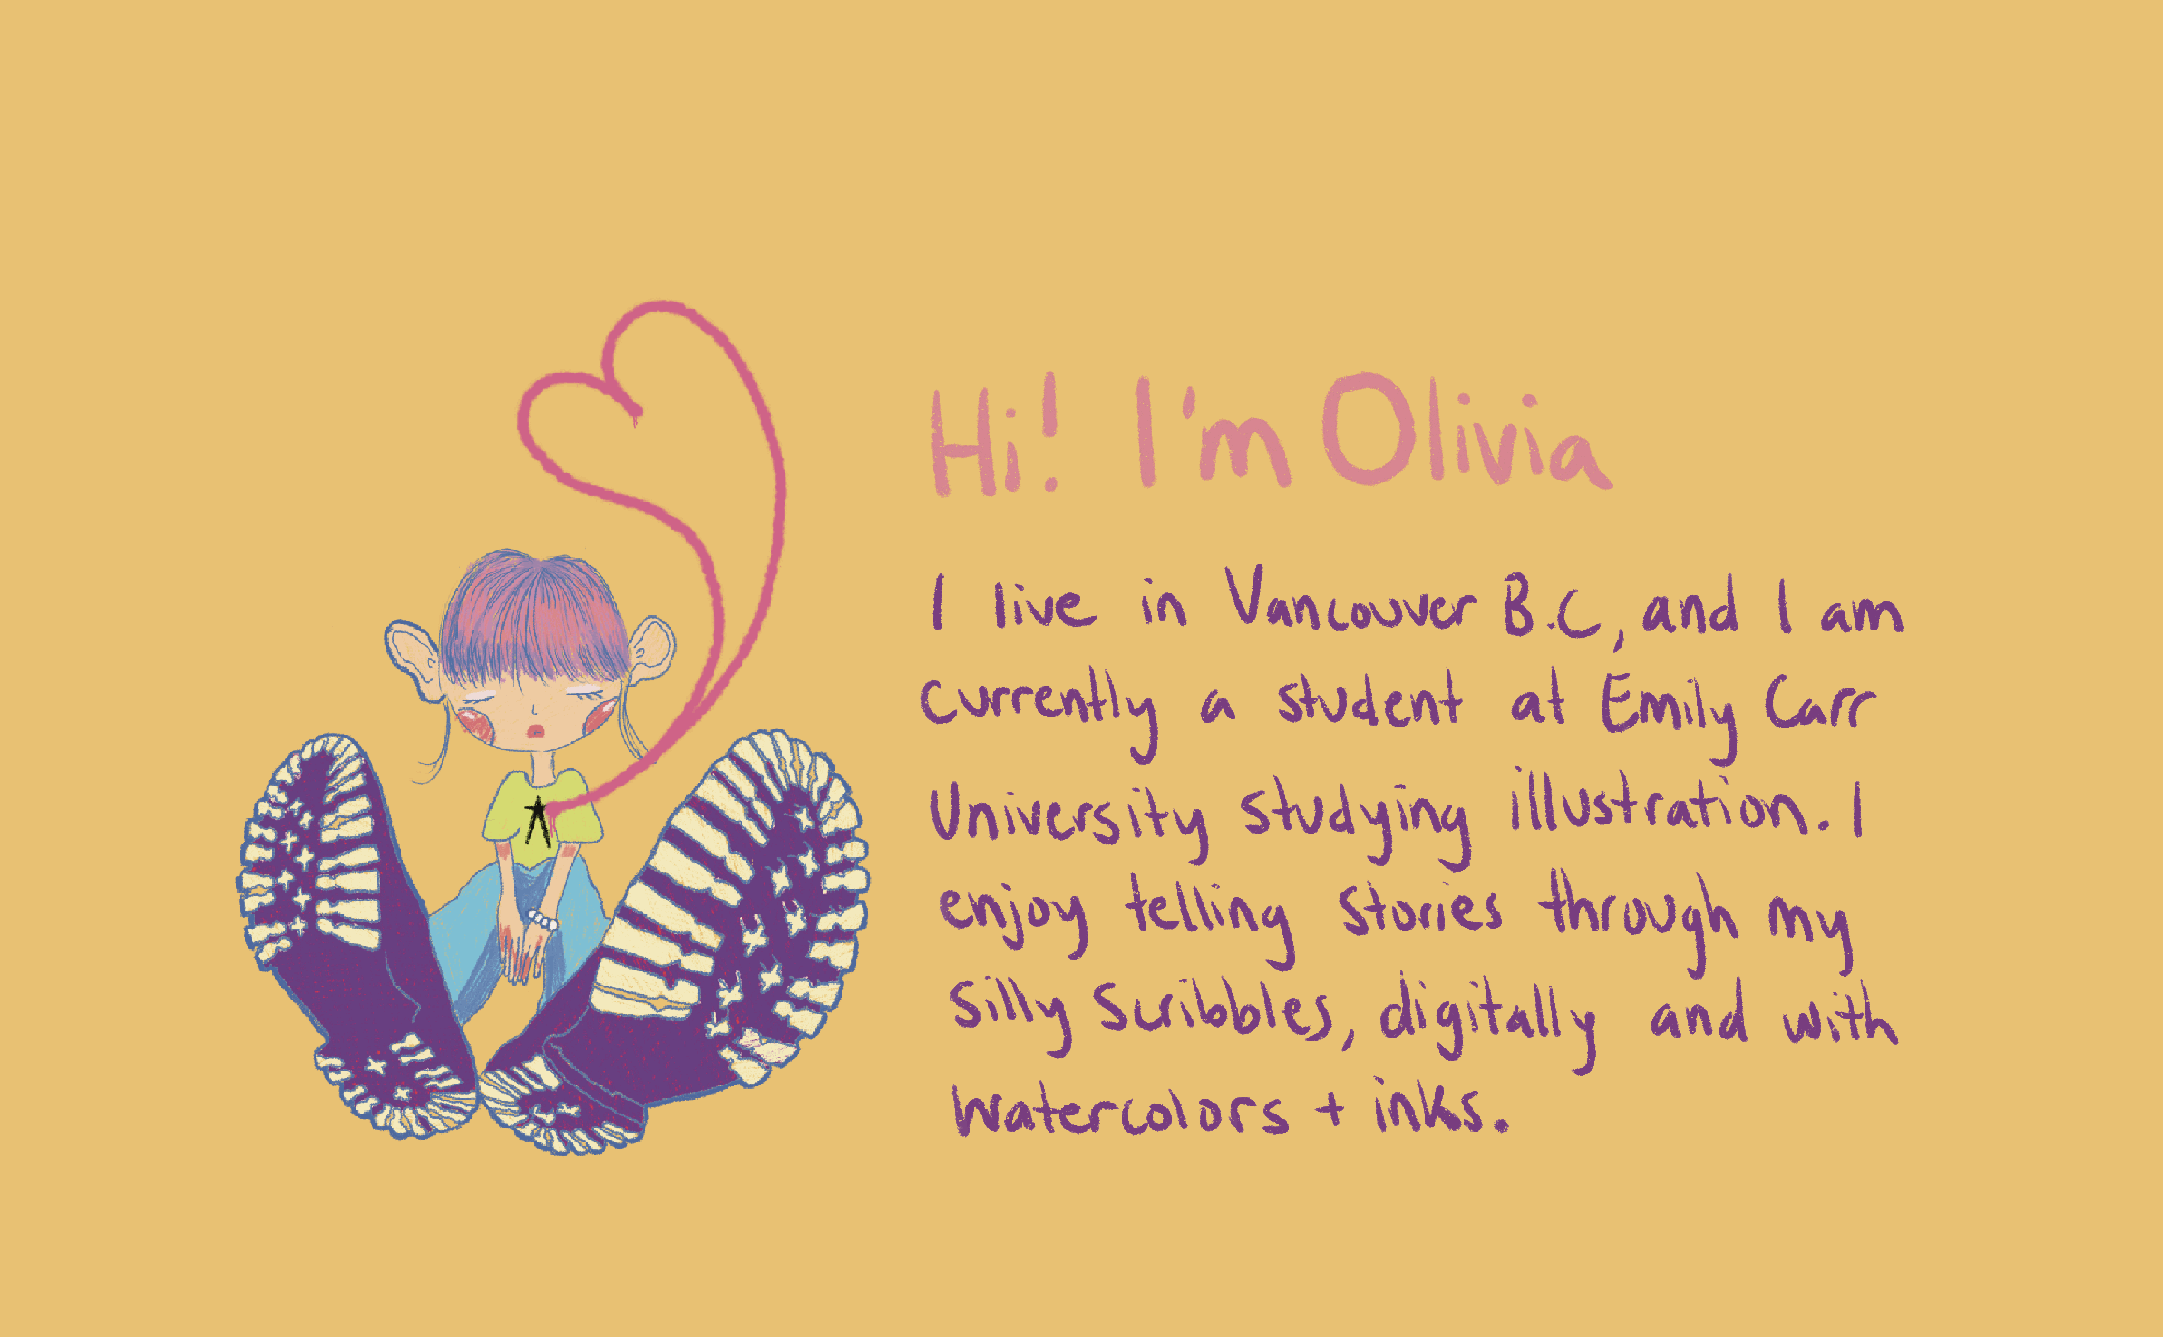 Hi! I'm Olivia
I live in Vancouver B.C, and I am
currently a student at Emily Carr
University studying illustration. I
enjoy telling stories through my
silly scribbles, digitally and with
watercolors + inks.